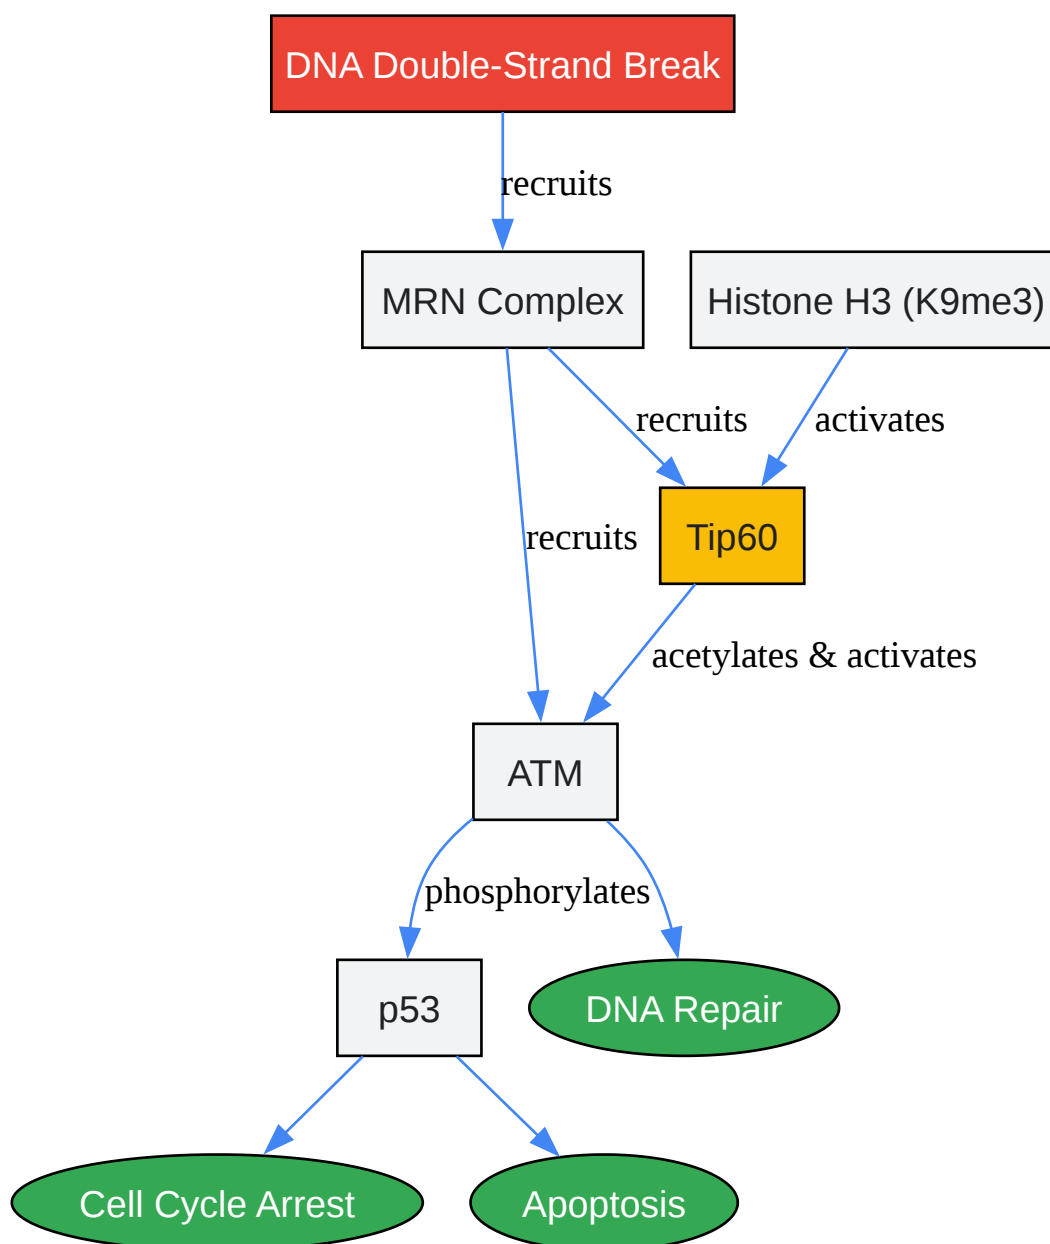 DNA Double-Strand Break
recruits
MRN Complex
Histone H3 (K9me3)
recruits
activates
recruits
Tip60
acetylates & activates
ATM
phosphorylates
p53
DNA Repair
Cell Cycle Arrest
Apoptosis